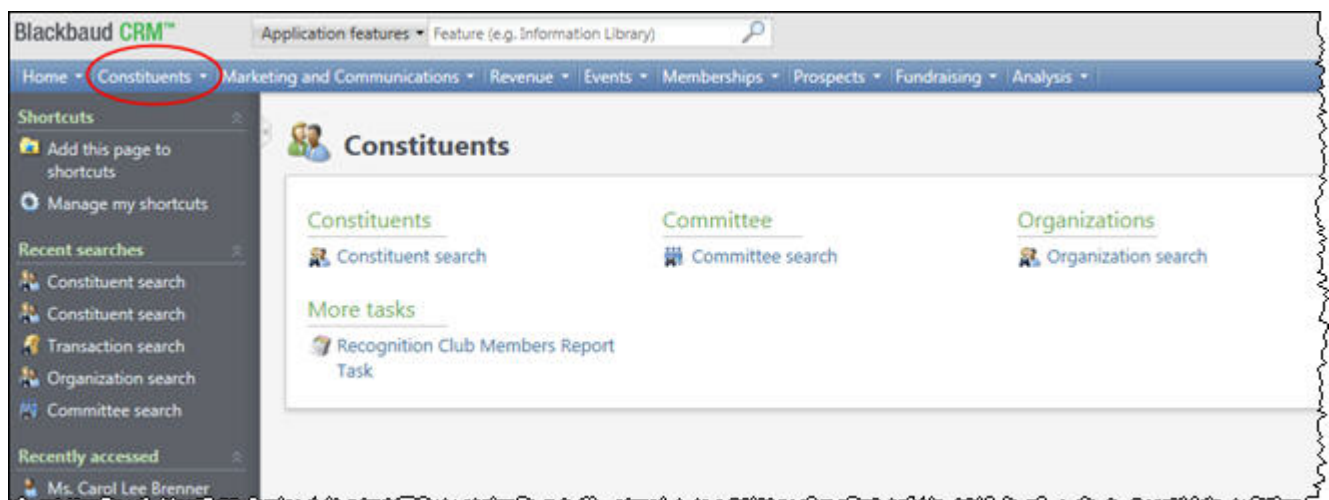 Blackbaud CRM™
Application features Feature (e.g. Information Library)
Home Constituents Marketing and Communications Revenue Events Memberships Prospects Fundraising Analysis
Shortcuts
Add this page to
shortcuts
Manage my shortcuts
Recent searches
Constituent search
Constituent search
Transaction search
Organization search
Committee search
Recently accessed
Ms. Carol Lee Brenner
Constituents
Constituents
Constituent search
Committee
Committee search
Organizations
Organization search
More tasks
Recognition Club Members Report
Task